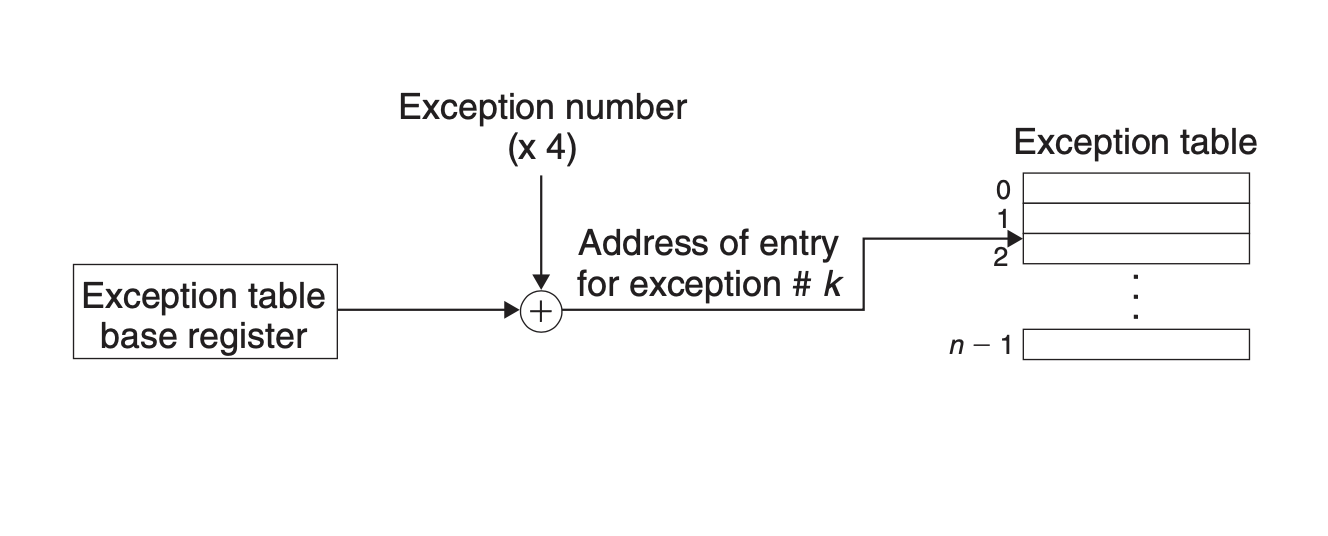 Exception number
(x 4)
Exception table
0
1
2
Address of entry
for exception # k
Exception table
base register
+
n − 1